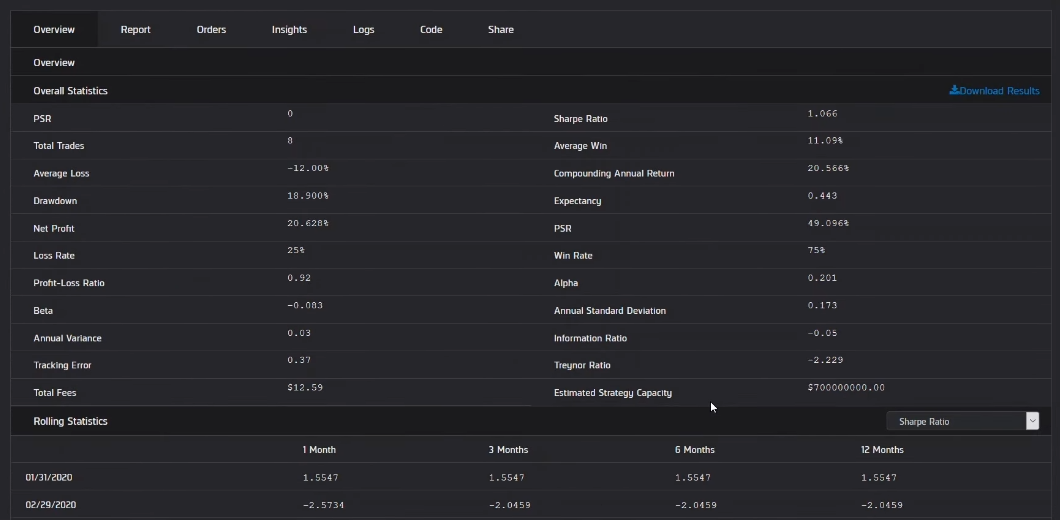 Overview Report Orders Insights Logs Code Share
Overview
Overall Statistics Download Results
PSR 0 Sharpe Ratio 1.066
Total Trades 8 Average Win 11.09%
Average Loss -12.00% Compounding Annual Return 20.566%
Drawdown 18.900% Expectancy 0.443
Net Profit 20.628% PSR 49.096%
Loss Rate 25% Win Rate 75%
Profit-Loss Ratio 0.92 Alpha 0.201
Beta -0.083 Annual Standard Deviation 0.173
Annual Variance 0.03 Information Ratio -0.05
Tracking Error 0.37 Treynor Ratio -2.229
Total Fees $12.59 Estimated Strategy Capacity $700000000.00
Rolling Statistics Sharpe Ratio
1 Month 3 Months 6 Months 12 Months
01/31/2020 1.5547 1.5547 1.5547 1.5547
02/29/2020 -2.5734 -2.0459 -2.0459 -2.0459